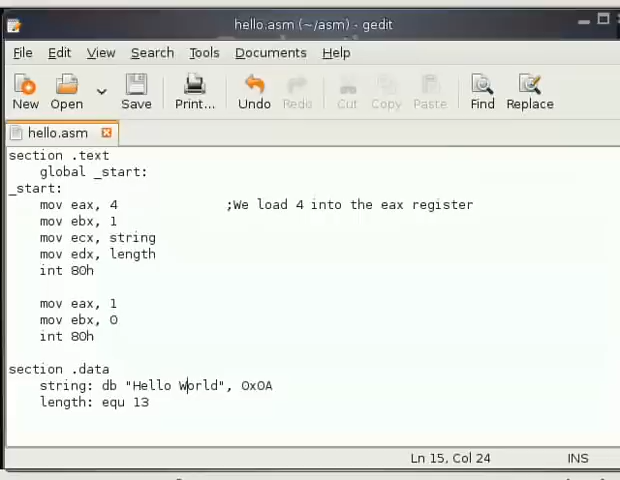 hello.asm (~/asm) - gedit
File Edit View Search Tools Documents Help
New Open Save Print... Undo Redo Cut Copy Paste Find Replace
hello.asm
section .text
global _start:
_start:
mov eax, 4 ;We load 4 into the eax register
mov ebx, 1
mov ecx, string
mov edx, length
int 80h
mov eax, 1
mov ebx, 0
int 80h
section .data
string: db "Hello World", 0x0A
length: equ 13
Ln 15, Col 24 INS